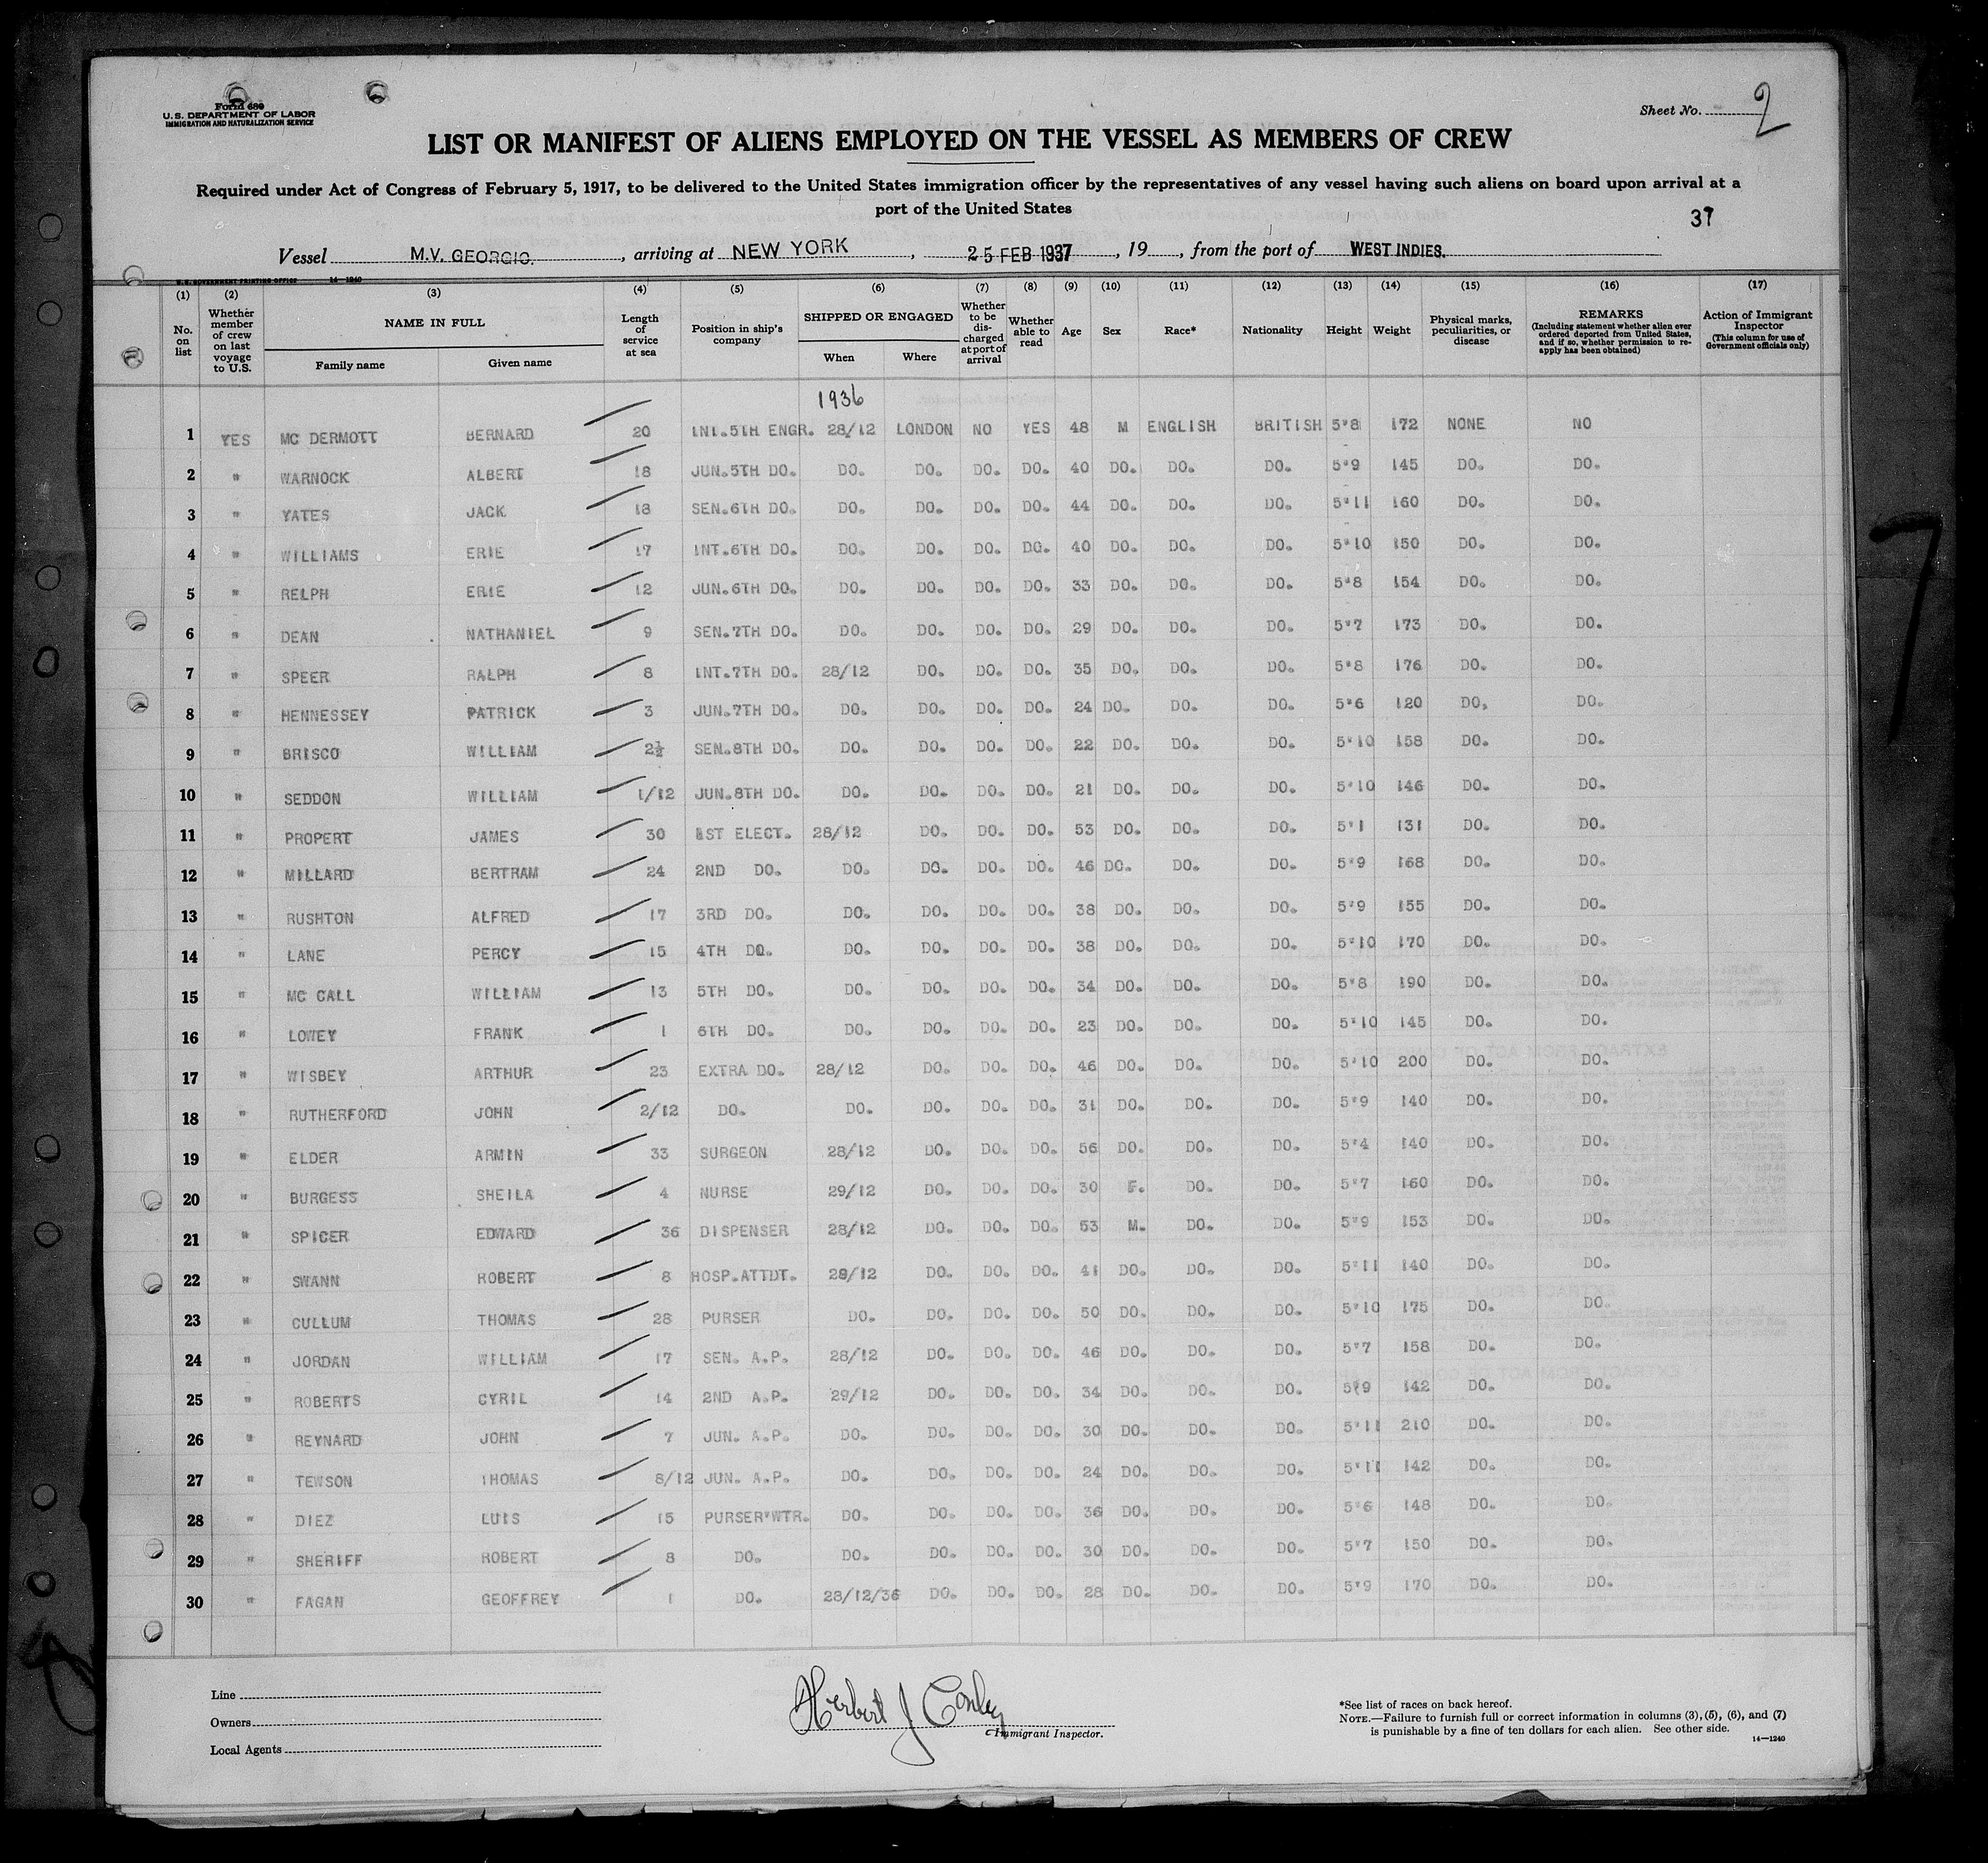 Form 680
U.S. DEPARTMENT OF LABOR
IMMIGRATION AND NATURALIZATION SERVICE
Sheet No. 2
LIST OR MANIFEST OF ALIENS EMPLOYED ON THE VESSEL AS MEMBERS OF CREW
Required under Act of Congress of February 5, 1917, to be delivered to the United States immigration officer by the representatives of any vessel having such aliens on board upon arrival at a
port of the United States
37
Vessel M.V. GEORGIC. , arriving at NEW YORK , 25 FEB 1937 , 19 , from the port of WEST INDIES.
U.S. GOVERNMENT PRINTING OFFICE 14—1240
(1) (2) (3) (4) (5) (6) (7) (8) (9) (10) (11) (12) (13) (14) (15) (16) (17)
No. on list Whether member of crew on last voyage to U.S. NAME IN FULL Family name Given name Length of service at sea Position in ship's company SHIPPED OR ENGAGED When Where Whether to be discharged at port of arrival Whether able to read Age Sex Race* Nationality Height Weight Physical marks, peculiarities, or disease REMARKS (Including statement whether alien ever ordered deported from United States, and if so, whether permission to reapply has been obtained) Action of Immigrant Inspector (This column for use of Government officials only)
1936
1 YES MC DERMOTT BERNARD 20 INT.5TH ENGR. 28/12 LONDON NO YES 48 M ENGLISH BRITISH 5"8 172 NONE NO
2 " WARNOCK ALBERT 18 JUN.5TH DO. DO. DO. DO. DO. 40 DO. DO. DO. 5"9 145 DO. DO.
3 " YATES JACK 18 SEN.6TH DO. DO. DO. DO. DO. 44 DO. DO. DO. 5"11 160 DO. DO.
4 " WILLIAMS ERIE 17 INT.6TH DO. DO. DO. DO. DO. 40 DO. DO. DO. 5"10 150 DO. DO.
5 " RELPH ERIE 12 JUN.6TH DO. DO. DO. DO. DO. 33 DO. DO. DO. 5"8 154 DO. DO.
6 " DEAN NATHANIEL 9 SEN.7TH DO. DO. DO. DO. DO. 29 DO. DO. DO. 5"7 173 DO. DO.
7 " SPEER RALPH 8 INT.7TH DO. 28/12 DO. DO. DO. 35 DO. DO. DO. 5"8 176 DO. DO.
8 " HENNESSEY PATRICK 3 JUN.7TH DO. DO. DO. DO. DO. 24 DO. DO. DO. 5"6 120 DO. DO.
9 " BRISCO WILLIAM 2½ SEN.8TH DO. DO. DO. DO. DO. 22 DO. DO. DO. 5"10 158 DO. DO.
10 " SEDDON WILLIAM 1/12 JUN.8TH DO. DO. DO. DO. DO. 21 DO. DO. DO. 5"10 146 DO. DO.
11 " PROPERT JAMES 30 1ST ELECT. 28/12 DO. DO. DO. 53 DO. DO. DO. 5"1 131 DO. DO.
12 " MILLARD BERTRAM 24 2ND DO. DO. DO. DO. DO. 46 DO. DO. DO. 5"9 168 DO. DO.
13 " RUSHTON ALFRED 17 3RD DO. DO. DO. DO. DO. 38 DO. DO. DO. 5"9 155 DO. DO.
14 " LANE PERCY 15 4TH DO. DO. DO. DO. DO. 38 DO. DO. DO. 5"10 170 DO. DO.
15 " MC CALL WILLIAM 13 5TH DO. DO. DO. DO. DO. 34 DO. DO. DO. 5"8 190 DO. DO.
16 " LOWEY FRANK 1 6TH DO. DO. DO. DO. DO. 23 DO. DO. DO. 5"10 145 DO. DO.
17 " WISBEY ARTHUR 23 EXTRA DO. 28/12 DO. DO. DO. 46 DO. DO. DO. 5"10 200 DO. DO.
18 " RUTHERFORD JOHN 2/12 DO. DO. DO. DO. DO. 31 DO. DO. DO. 5"9 140 DO. DO.
19 " ELDER ARMIN 33 SURGEON 28/12 DO. DO. DO. 56 DO. DO. DO. 5"4 140 DO. DO.
20 " BURGESS SHEILA 4 NURSE 29/12 DO. DO. DO. 30 F. DO. DO. 5"7 160 DO. DO.
21 " SPICER EDWARD 36 DISPENSER 28/12 DO. DO. DO. 53 M. DO. DO. 5"9 153 DO. DO.
22 " SWANN ROBERT 8 HOSP.ATTDT. 28/12 DO. DO. DO. 41 DO. DO. DO. 5"11 140 DO. DO.
23 " CULLUM THOMAS 28 PURSER DO. DO. DO. DO. 50 DO. DO. DO. 5"10 175 DO. DO.
24 " JORDAN WILLIAM 17 SEN. A.P. 28/12 DO. DO. DO. 46 DO. DO. DO. 5"7 158 DO. DO.
25 " ROBERTS CYRIL 14 2ND A.P. 29/12 DO. DO. DO. 34 DO. DO. DO. 5"9 142 DO. DO.
26 " REYNARD JOHN 7 JUN. A.P. DO. DO. DO. DO. 30 DO. DO. DO. 5"11 210 DO. DO.
27 " TEWSON THOMAS 8/12 JUN. A.P. DO. DO. DO. DO. 24 DO. DO. DO. 5"11 142 DO. DO.
28 " DIEZ LUIS 15 PURSER"WTR. DO. DO. DO. DO. 36 DO. DO. DO. 5"6 148 DO. DO.
29 " SHERIFF ROBERT 8 DO. DO. DO. DO. DO. 30 DO. DO. DO. 5"7 150 DO. DO.
30 " FAGAN GEOFFREY 1 DO. 28/12/36 DO. DO. DO. 28 DO. DO. DO. 5"9 170 DO. DO.
Line
Owners
Local Agents
Herbert J Conley
Immigrant Inspector.
*See list of races on back hereof.
NOTE.—Failure to furnish full or correct information in columns (3), (5), (6), and (7)
is punishable by a fine of ten dollars for each alien. See other side.
14—1240